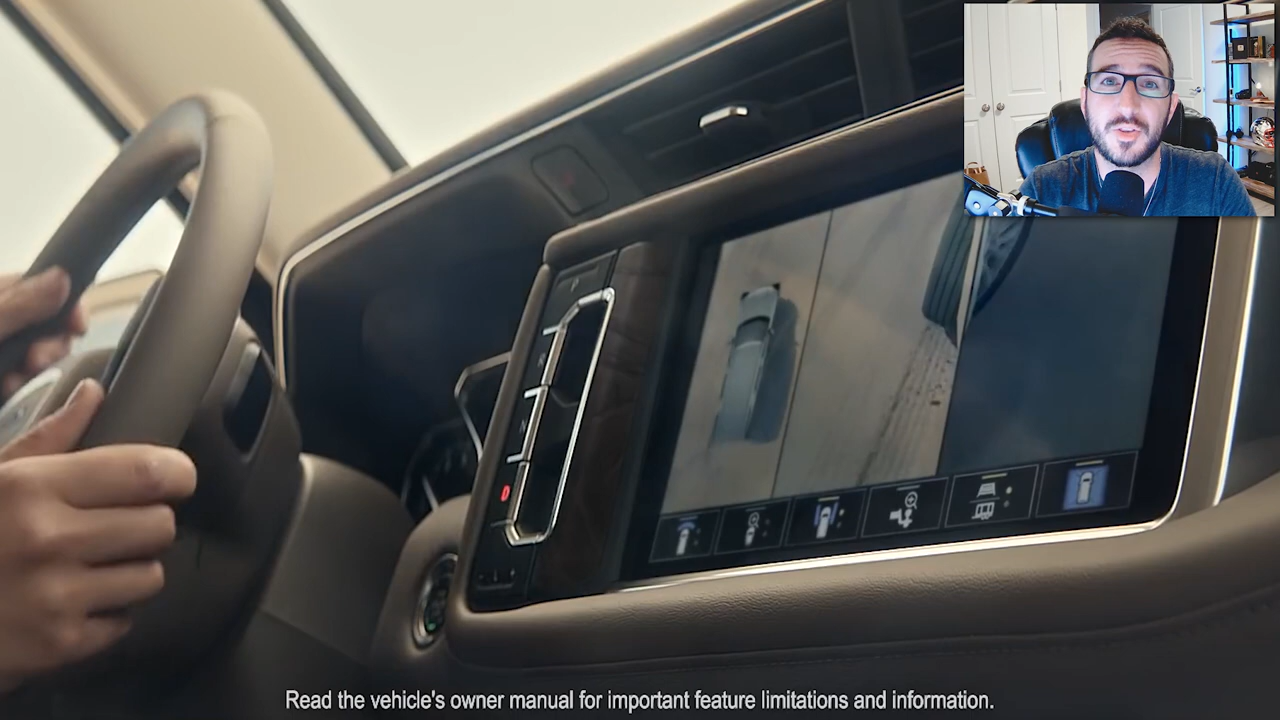 P
R
N
D
Read the vehicle's owner manual for important feature limitations and information.